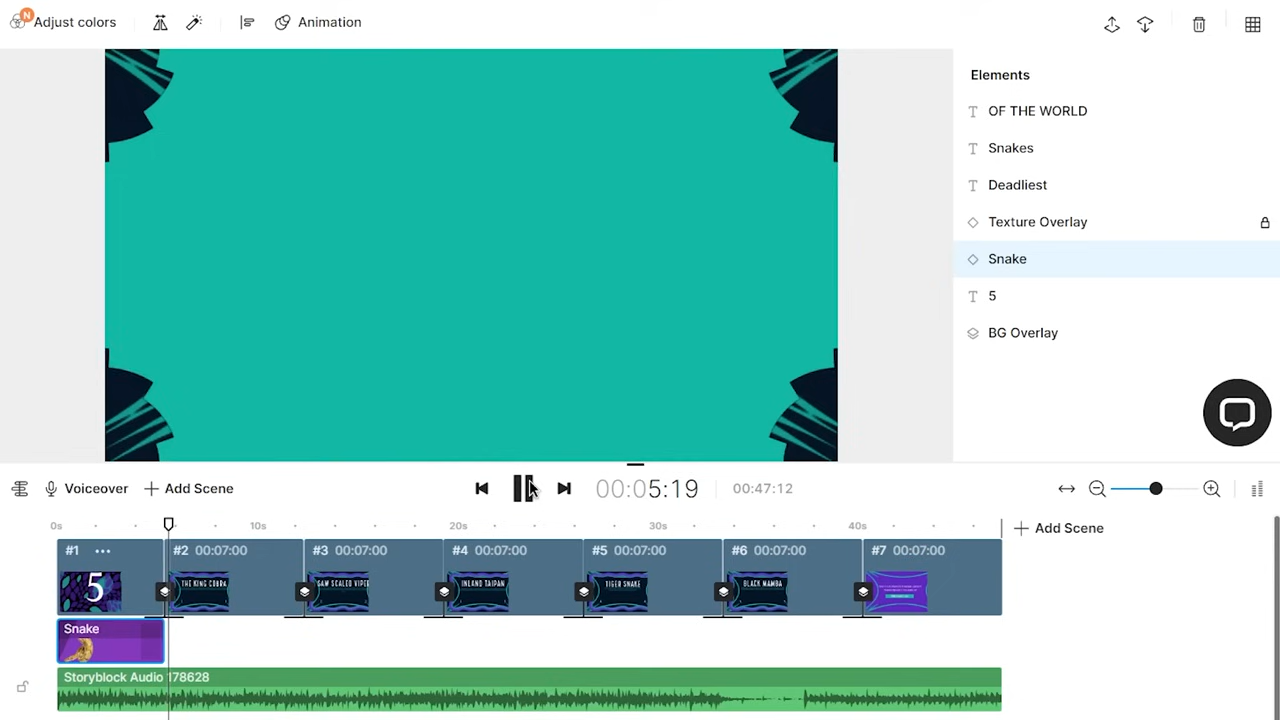 N
Adjust colors
Animation
Elements
OF THE WORLD
Snakes
Deadliest
Texture Overlay
Snake
5
BG Overlay
Voiceover
Add Scene
00:05:19
00:47:12
0s 10s 20s 30s 40s
Add Scene
#1 •••
#2 00:07:00
#3 00:07:00
#4 00:07:00
#5 00:07:00
#6 00:07:00
#7 00:07:00
5
THE KING COBRA
SAW SCALED VIPER
INLAND TAIPAN
TIGER SNAKE
BLACK MAMBA
Snake
Storyblock Audio 178628